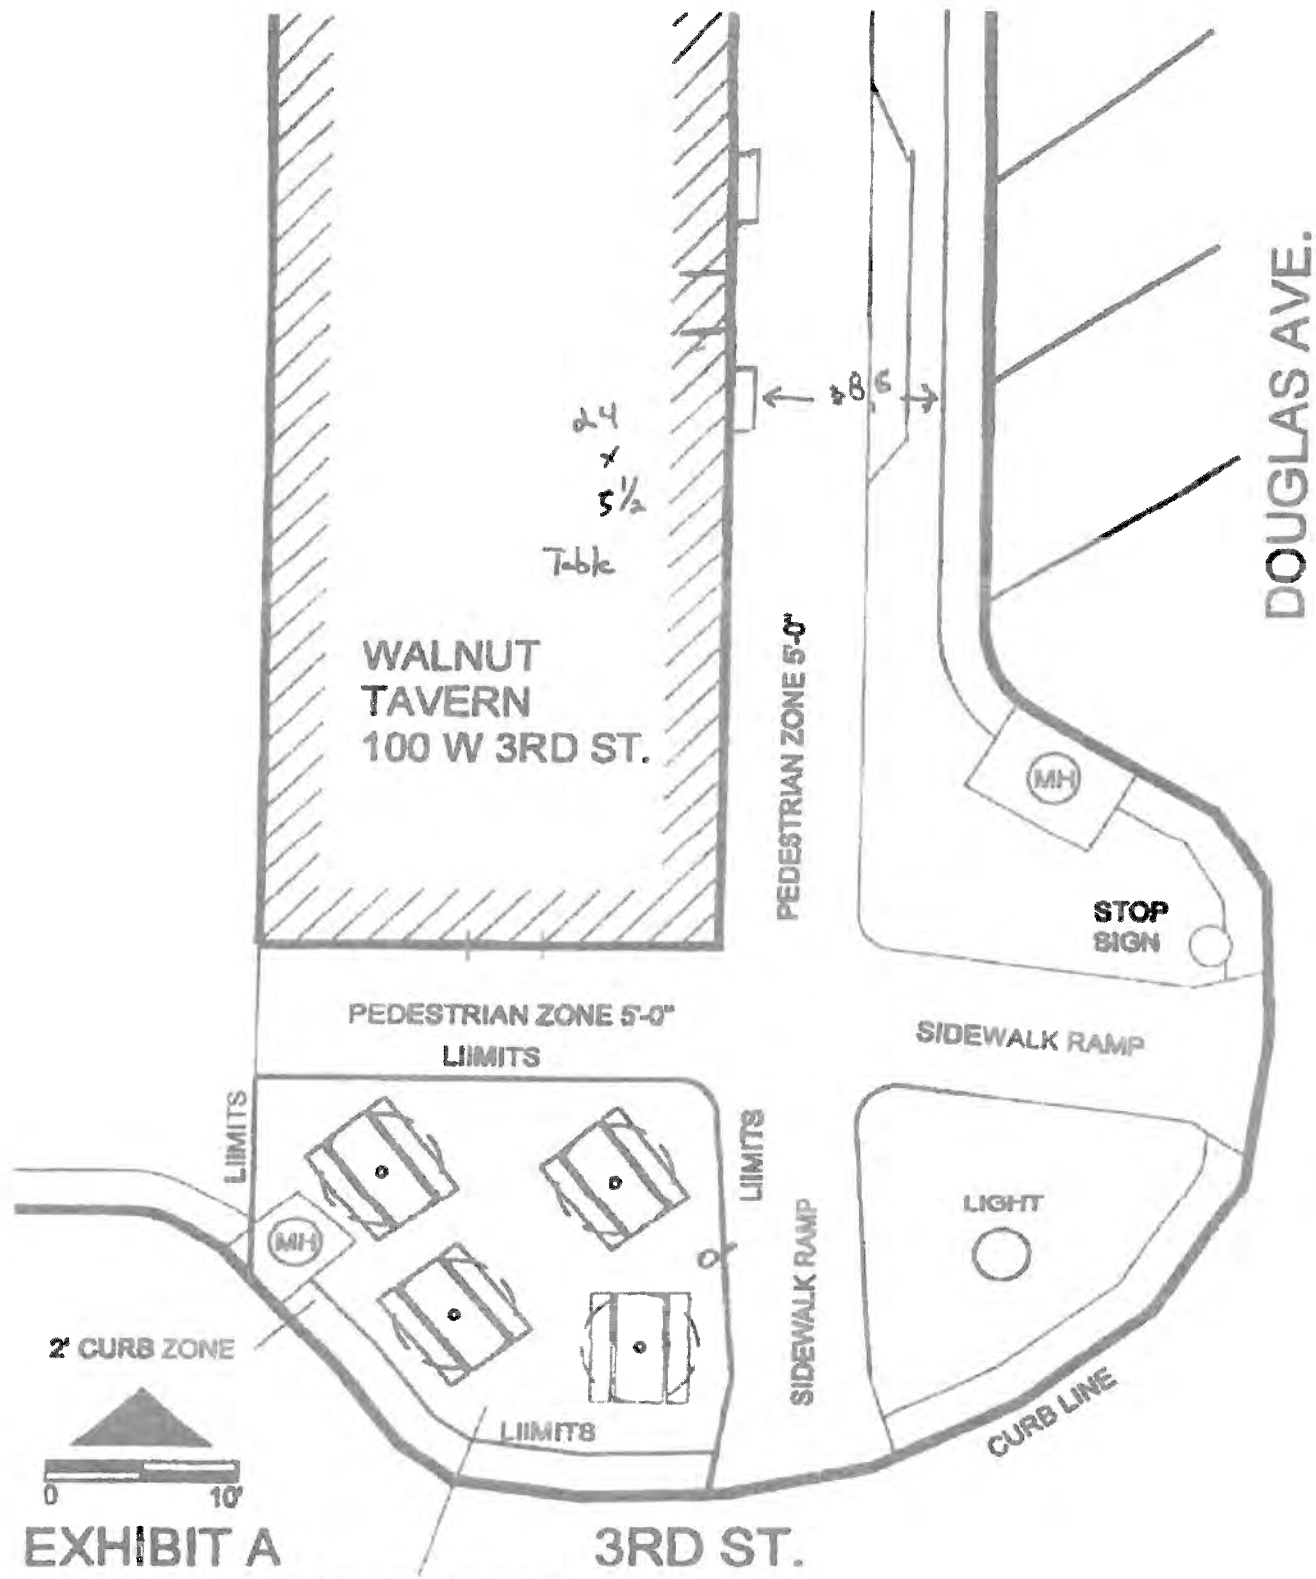 DOUGLAS AVE.
24
x
5 1/2
Table
WALNUT
TAVERN
100 W 3RD ST.
PEDESTRIAN ZONE 5'-0"
MH
STOP
SIGN
PEDESTRIAN ZONE 5'-0"
LIIMITS
SIDEWALK RAMP
LIIMITS
LIIMITS
LIGHT
MH
SIDEWALK RAMP
2' CURB ZONE
LIIMITS
CURB LINE
0 10'
EXHIBIT A
3RD ST.